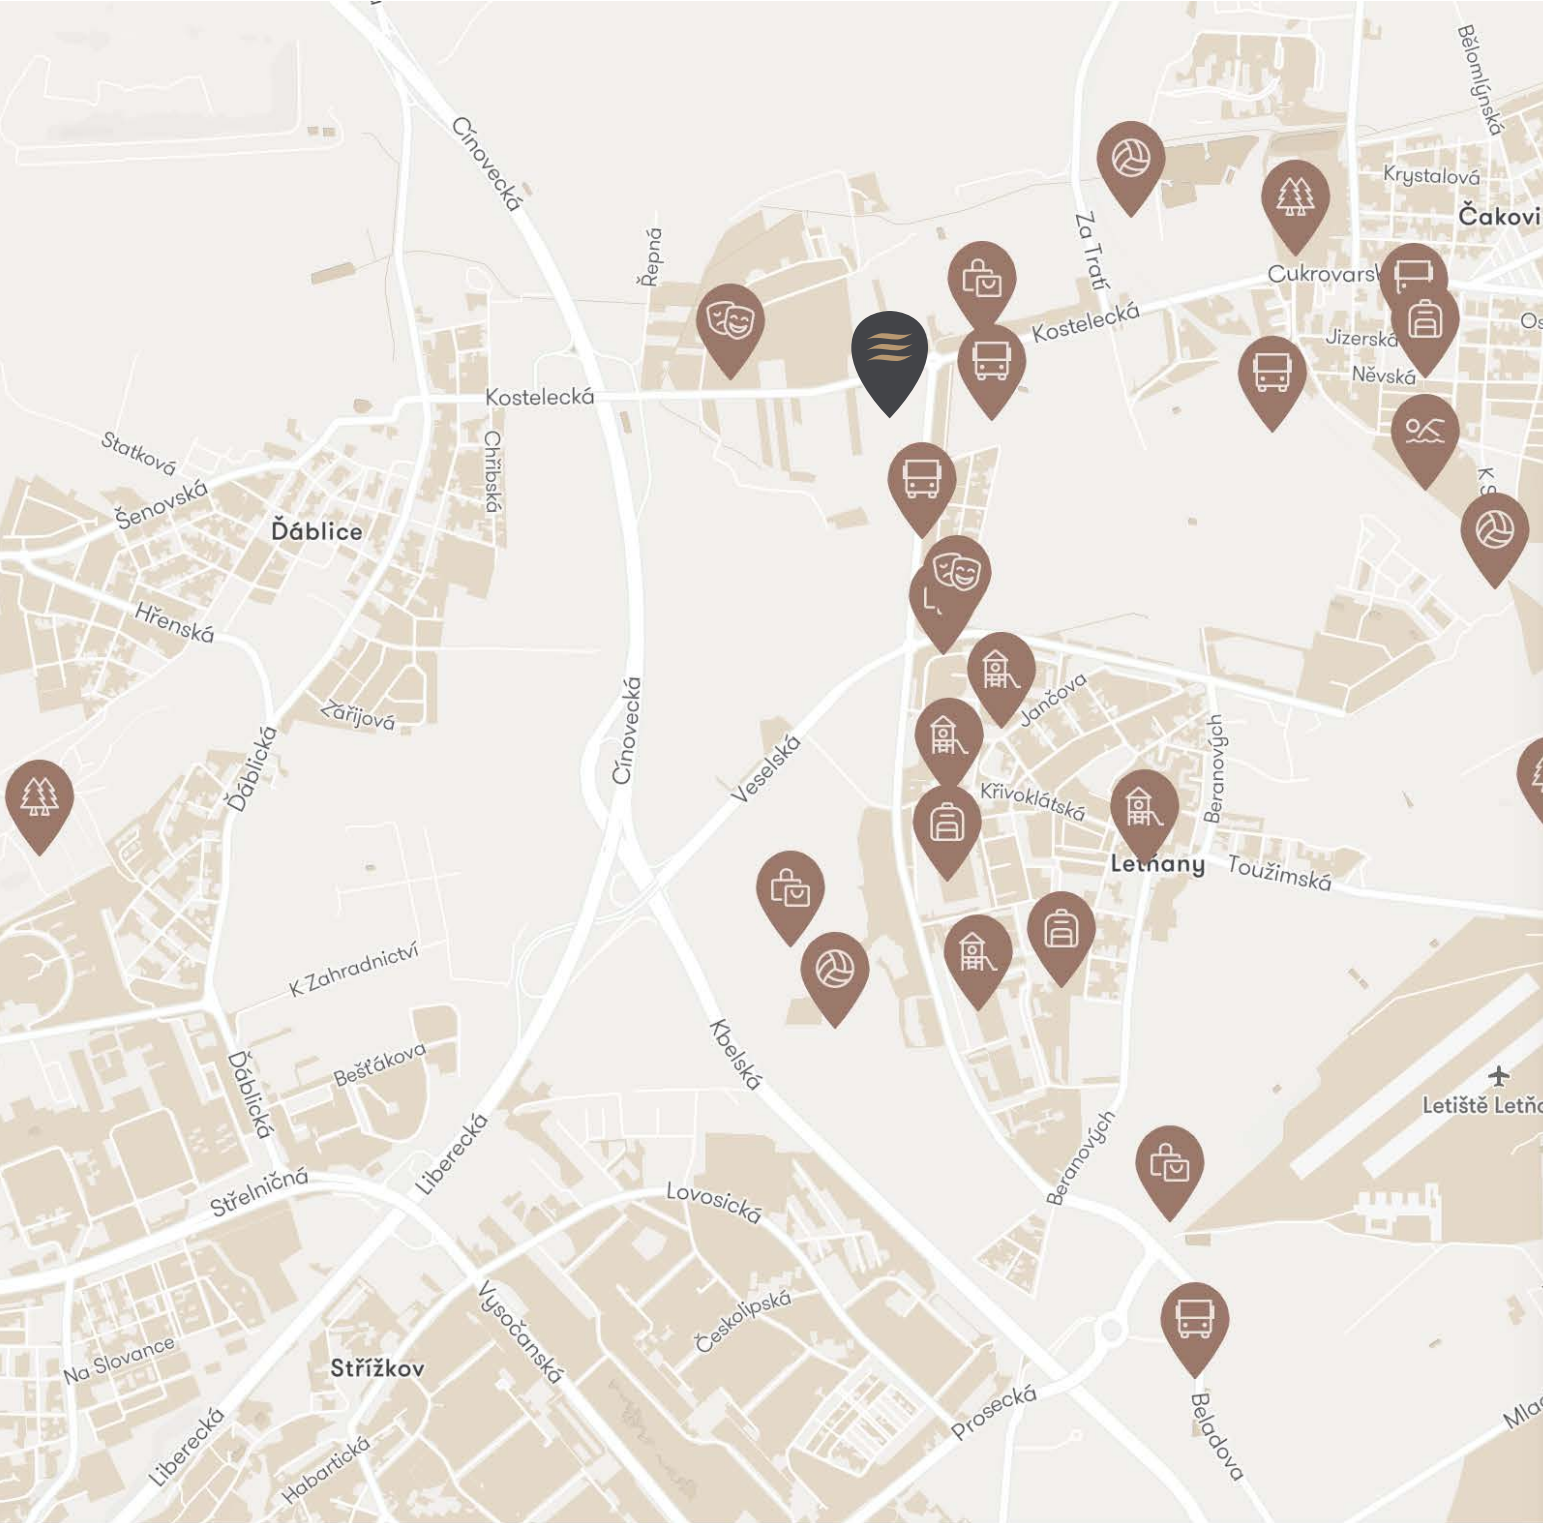 Bělomlýnská
Cínovecká
Krystalová
Čakovi
Řepná
Za Tratí
Cukrovarsk
Kostelecká
Jizerská
Os
Něvská
Kostelecká
Chřibská
Statková
Šenovská
K S
Ďáblice
Hřenská
Zářijová
Cínovecká
Jančova
Ďáblická
Veselská
Beranových
Křivoklátská
Letňany
Toužimská
K Zahradnictví
Kbelská
Ďáblická
Bešťákova
Letiště Letňa
Liberecká
Beranových
Střelničná
Lovosická
Vysočanská
Českolipská
Na Slovance
Střížkov
Prosecká
Beladova
Mla
Liberecká
Habartická